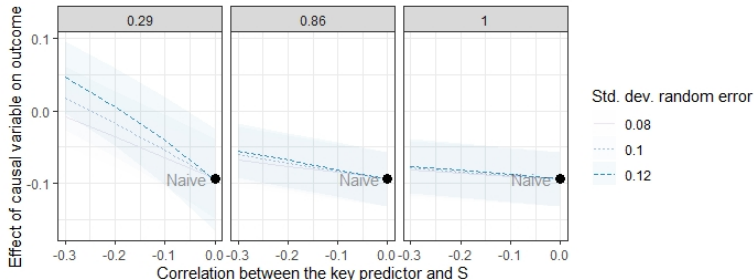 0.29 0.86 1
Effect of causal variable on outcome
0.1
0.0
-0.1
Naive Naive Naive
-0.3 -0.2 -0.1 0.0 -0.3 -0.2 -0.1 0.0 -0.3 -0.2 -0.1 0.0
Correlation between the key predictor and S
Std. dev. random error
0.08
0.1
0.12